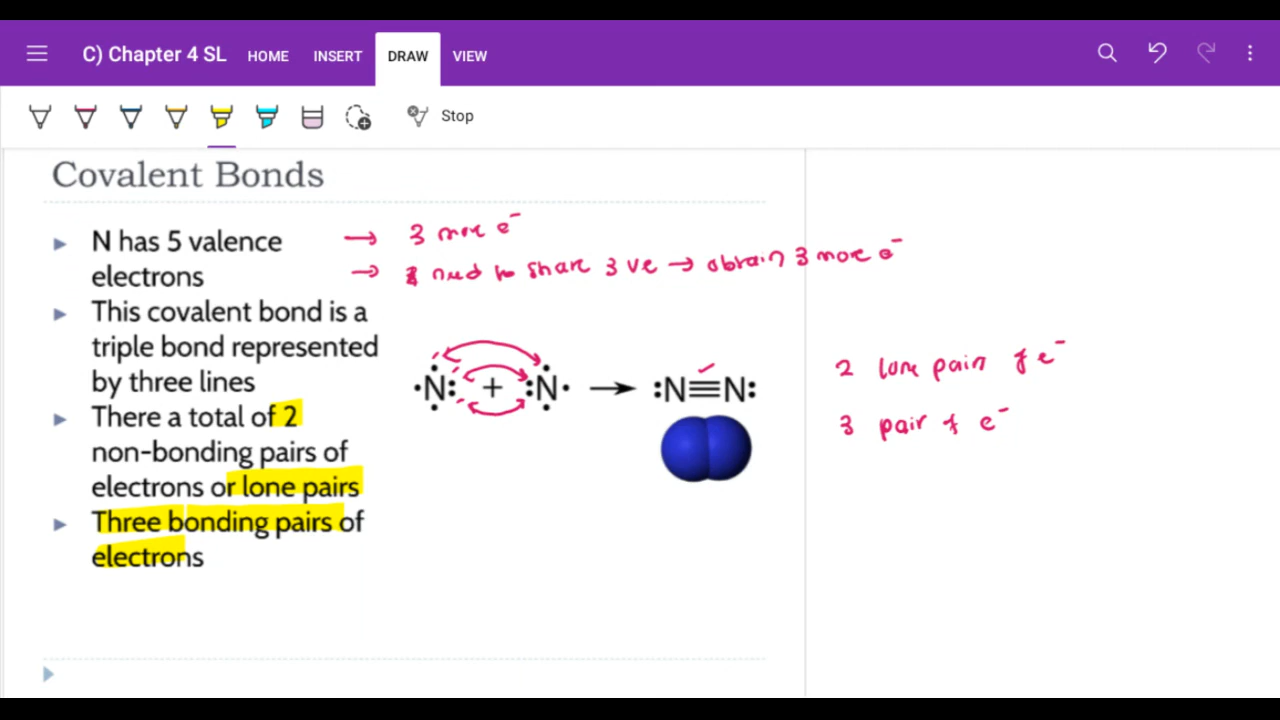 C) Chapter 4 SL HOME INSERT DRAW VIEW
Stop
Covalent Bonds
N has 5 valence
electrons
→ 3 more e⁻
→ need to share 3 ve → obtain 3 more e⁻
This covalent bond is a
triple bond represented
by three lines
There a total of 2
non-bonding pairs of
electrons or lone pairs
Three bonding pairs of
electrons
·N: + :N· → :N≡N:
2 lone pair of e⁻
3 pair of e⁻